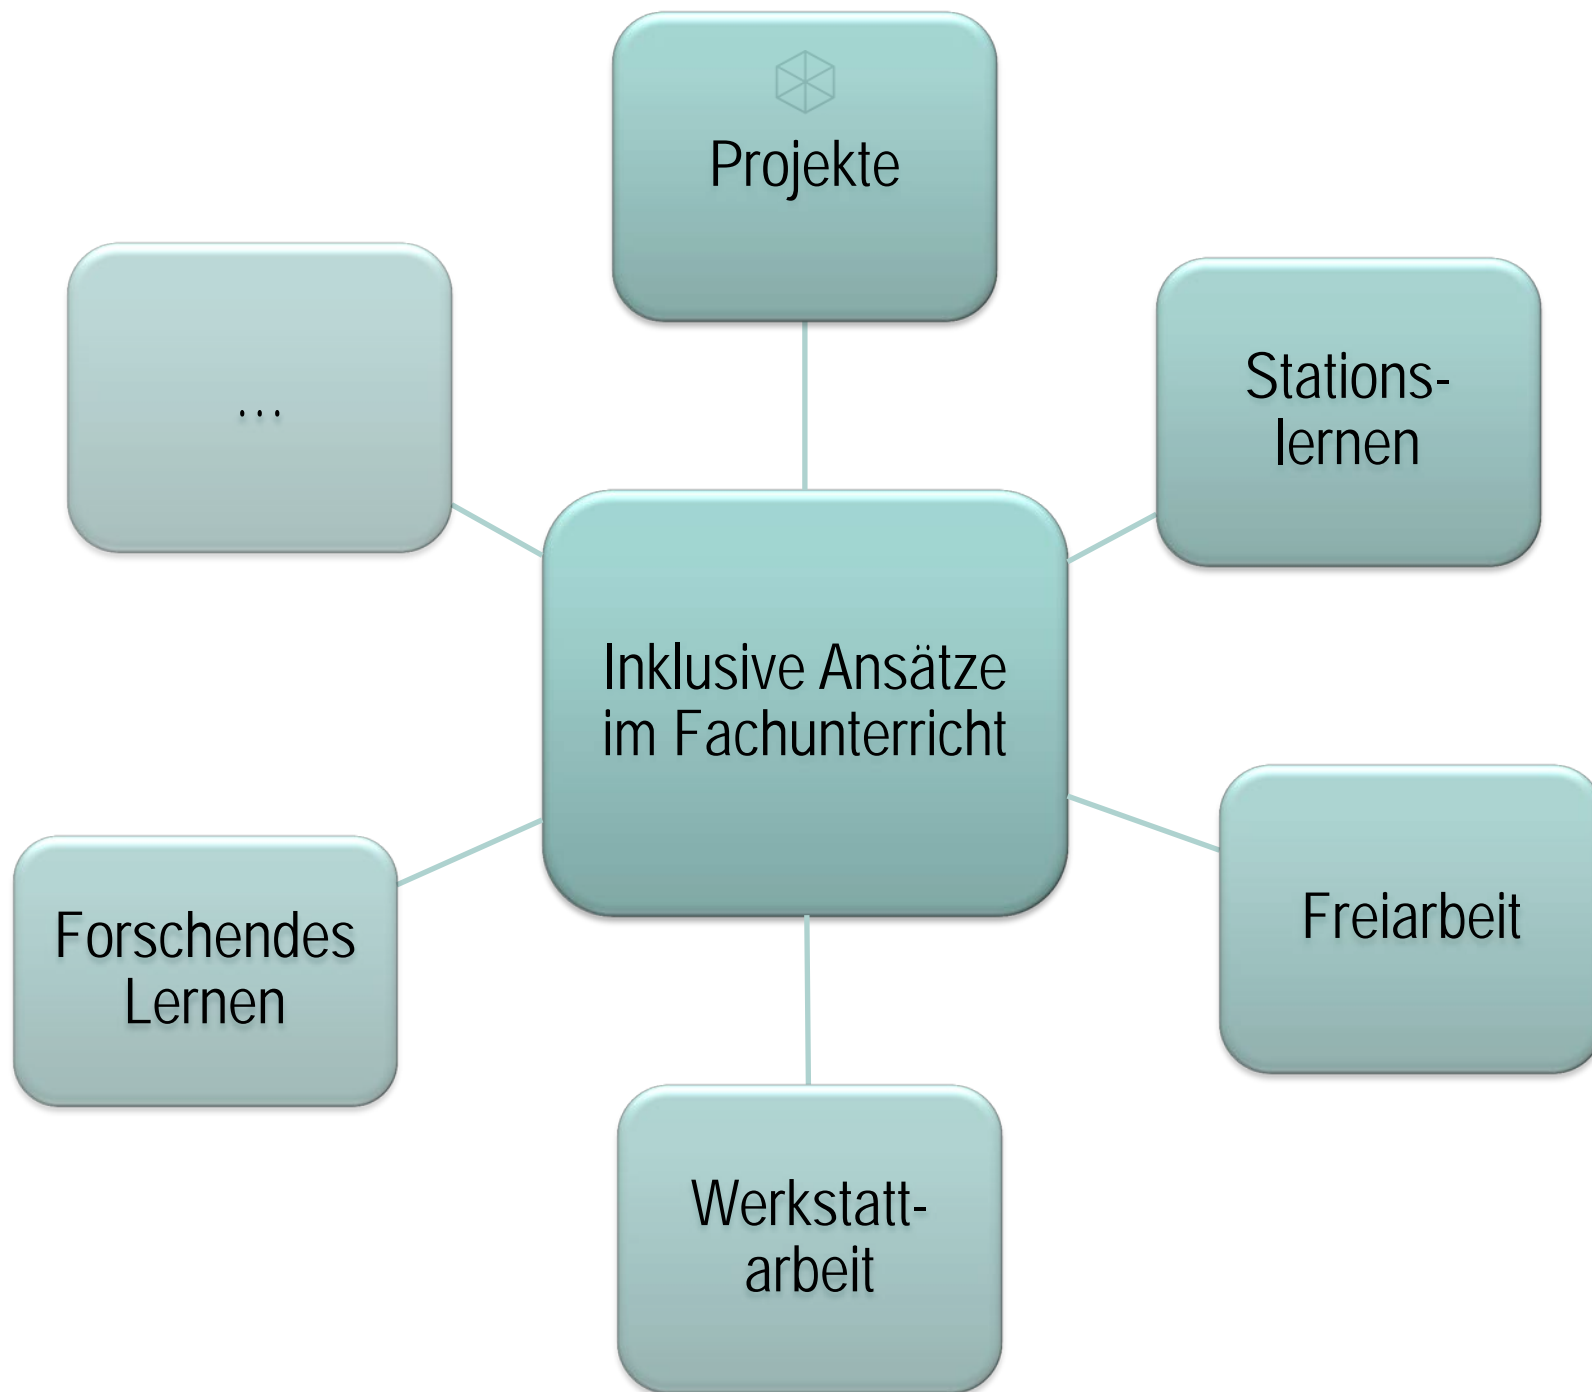 Projekte
Stations-
lernen
…
Inklusive Ansätze
im Fachunterricht
Freiarbeit
Forschendes
Lernen
Werkstatt-
arbeit